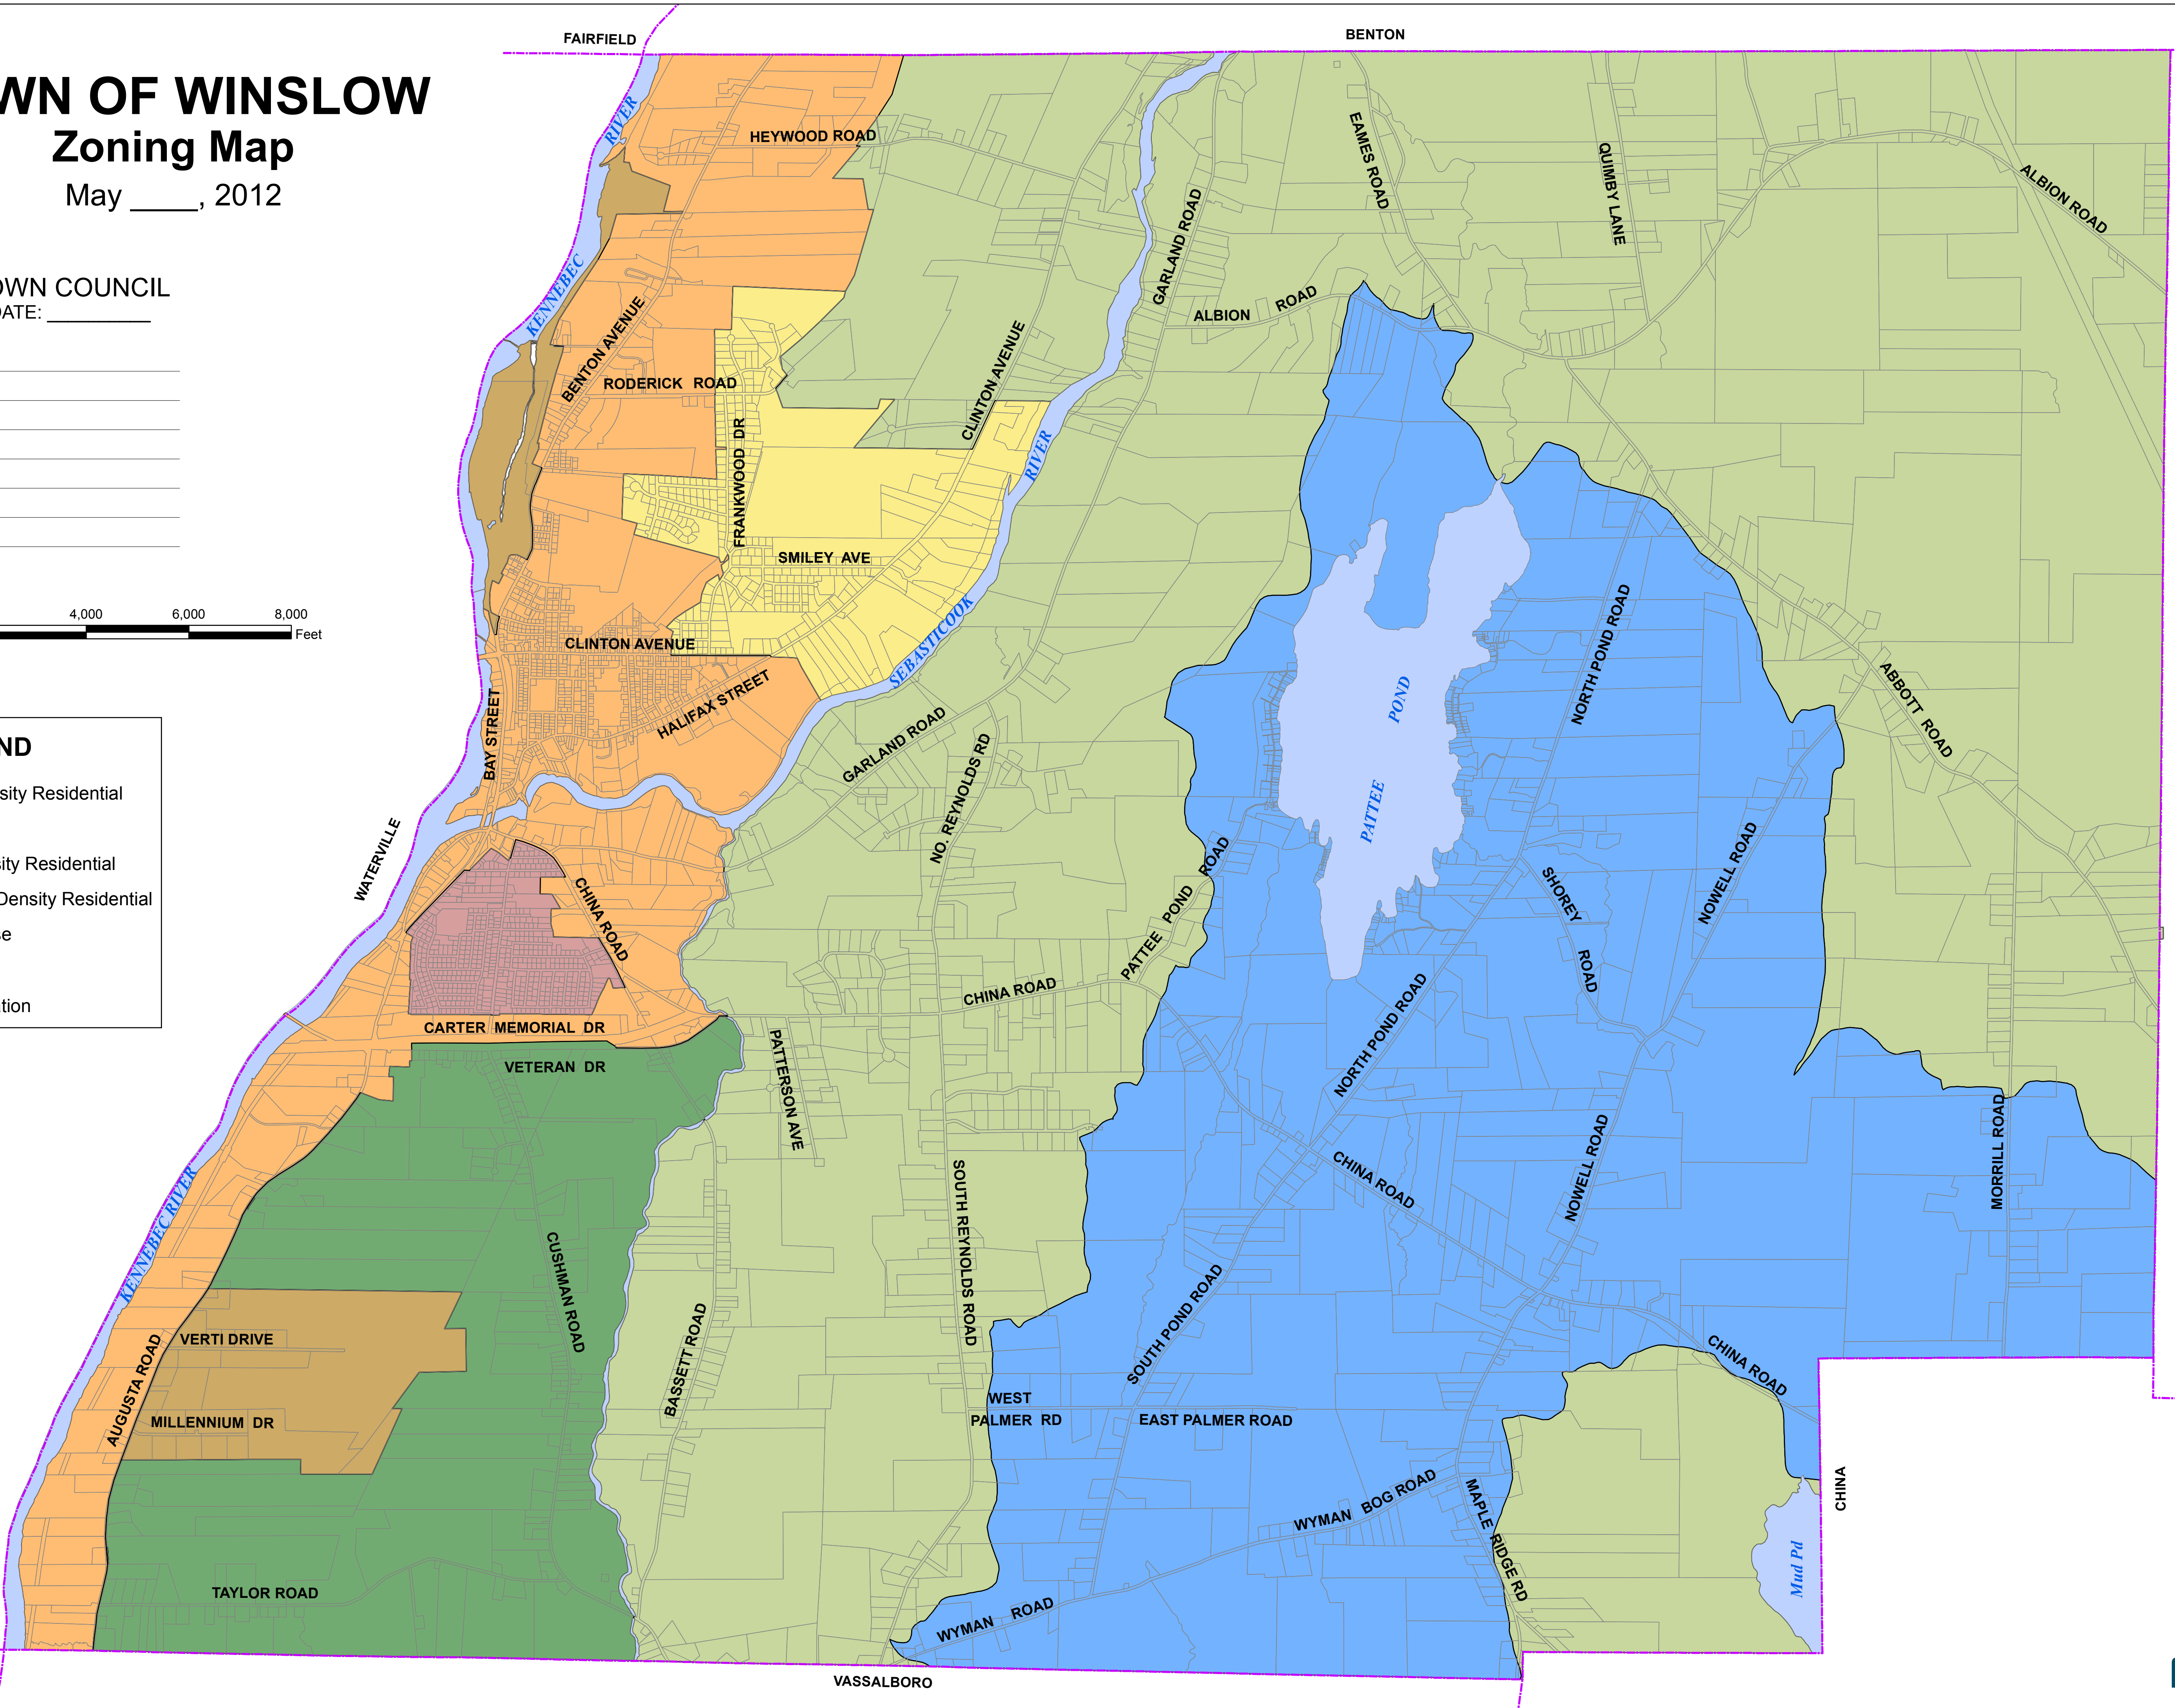 WN OF WINSLOW
Zoning Map
May ____, 2012
OWN COUNCIL
DATE: __________
4,000 6,000 8,000
Feet
ND
sity Residential
sity Residential
Density Residential
se
ation
FAIRFIELD
BENTON
RIVER
HEYWOOD ROAD
EAMES ROAD
QUIMBY LANE
ALBION ROAD
GARLAND ROAD
KENNEBEC
BENTON AVENUE
ALBION ROAD
RODERICK ROAD
CLINTON AVENUE
FRANKWOOD DR
RIVER
SMILEY AVE
SEBASTICOOK
CLINTON AVENUE
NORTH POND ROAD
HALIFAX STREET
BAY STREET
GARLAND ROAD
NO. REYNOLDS RD
POND
PATTEE
ABBOTT ROAD
WATERVILLE
CHINA ROAD
PATTEE POND ROAD
SHOREY ROAD
NOWELL ROAD
CHINA ROAD
CARTER MEMORIAL DR
VETERAN DR
PATTERSON AVE
NORTH POND ROAD
KENNEBEC RIVER
CUSHMAN ROAD
SOUTH REYNOLDS ROAD
CHINA ROAD
NOWELL ROAD
MORRILL ROAD
VERTI DRIVE
AUGUSTA ROAD
MILLENNIUM DR
BASSETT ROAD
SOUTH POND ROAD
CHINA ROAD
WEST
PALMER RD
EAST PALMER ROAD
WYMAN BOG ROAD
MAPLE RIDGE RD
CHINA
Mud Pd
TAYLOR ROAD
WYMAN ROAD
VASSALBORO